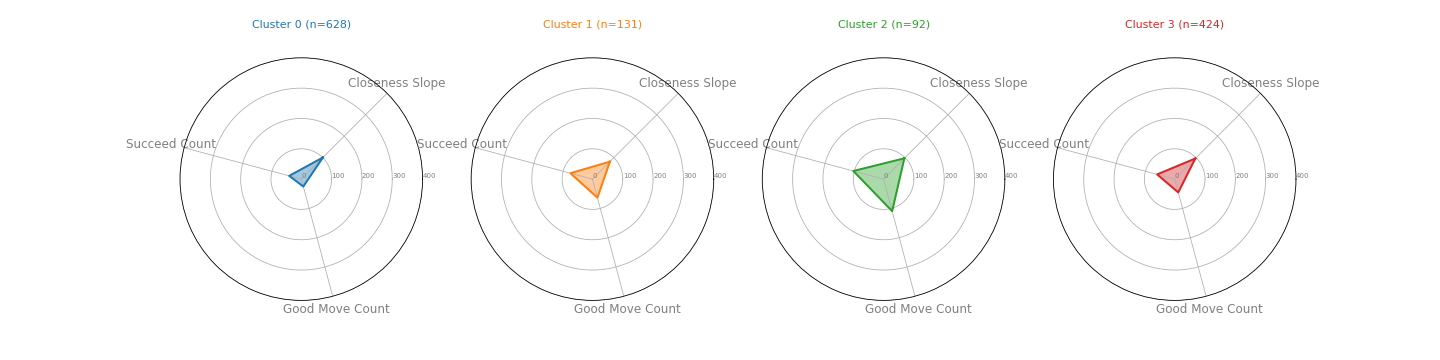 Cluster 0 (n=628)
Closeness Slope
Succeed Count
Good Move Count
0
100
200
300
400
Cluster 1 (n=131)
Closeness Slope
Succeed Count
Good Move Count
0
100
200
300
400
Cluster 2 (n=92)
Closeness Slope
Succeed Count
Good Move Count
0
100
200
300
400
Cluster 3 (n=424)
Closeness Slope
Succeed Count
Good Move Count
0
100
200
300
400